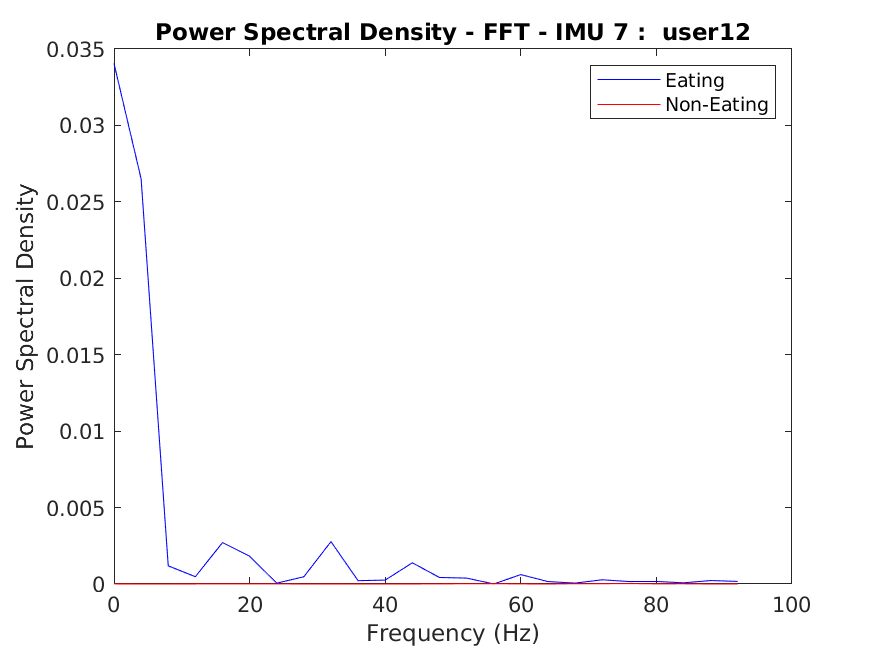 Power Spectral Density - FFT - IMU 7 :  user12
Eating
Non-Eating
Power Spectral Density
0.035
0.03
0.025
0.02
0.015
0.01
0.005
0
0 20 40 60 80 100
Frequency (Hz)